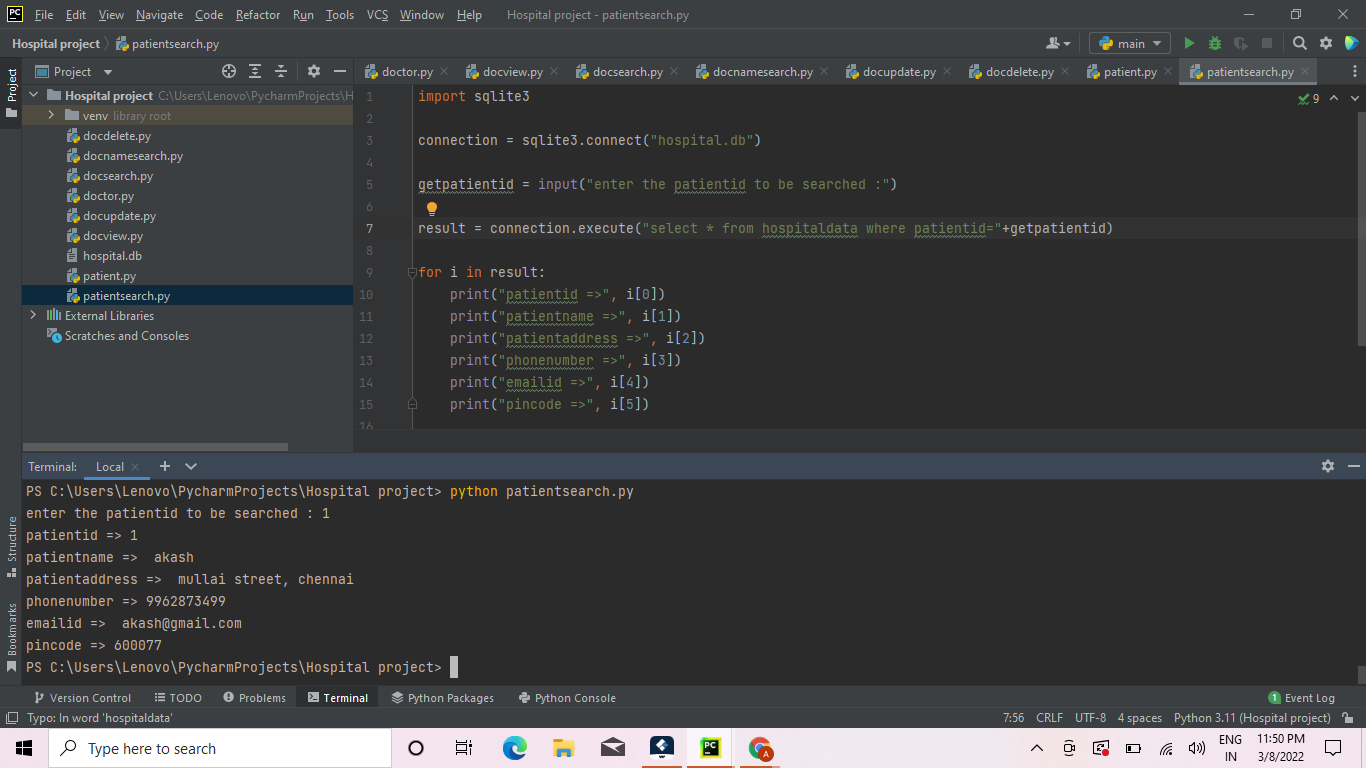 PC File Edit View Navigate Code Refactor Run Tools VCS Window Help Hospital project - patientsearch.py
Hospital project patientsearch.py main
Project doctor.py docview.py docsearch.py docnamesearch.py docupdate.py docdelete.py patient.py patientsearch.py
Project
Hospital project C:\Users\Lenovo\PycharmProjects\H
venv library root
docdelete.py
docnamesearch.py
docsearch.py
doctor.py
docupdate.py
docview.py
hospital.db
patient.py
patientsearch.py
External Libraries
Scratches and Consoles
9
1 import sqlite3
2
3 connection = sqlite3.connect("hospital.db")
4
5 getpatientid = input("enter the patientid to be searched :")
6
7 result = connection.execute("select * from hospitaldata where patientid="+getpatientid)
8
9 for i in result:
10 print("patientid =>", i[0])
11 print("patientname =>", i[1])
12 print("patientaddress =>", i[2])
13 print("phonenumber =>", i[3])
14 print("emailid =>", i[4])
15 print("pincode =>", i[5])
16
Terminal: Local
PS C:\Users\Lenovo\PycharmProjects\Hospital project> python patientsearch.py
enter the patientid to be searched : 1
patientid => 1
patientname =>  akash
patientaddress =>  mullai street, chennai
phonenumber => 9962873499
emailid =>  akash@gmail.com
pincode => 600077
PS C:\Users\Lenovo\PycharmProjects\Hospital project>
Structure
Bookmarks
Version Control TODO Problems Terminal Python Packages Python Console 1 Event Log
Typo: In word 'hospitaldata' 7:56 CRLF UTF-8 4 spaces Python 3.11 (Hospital project)
Type here to search PC A ENG 11:50 PM
IN 3/8/2022